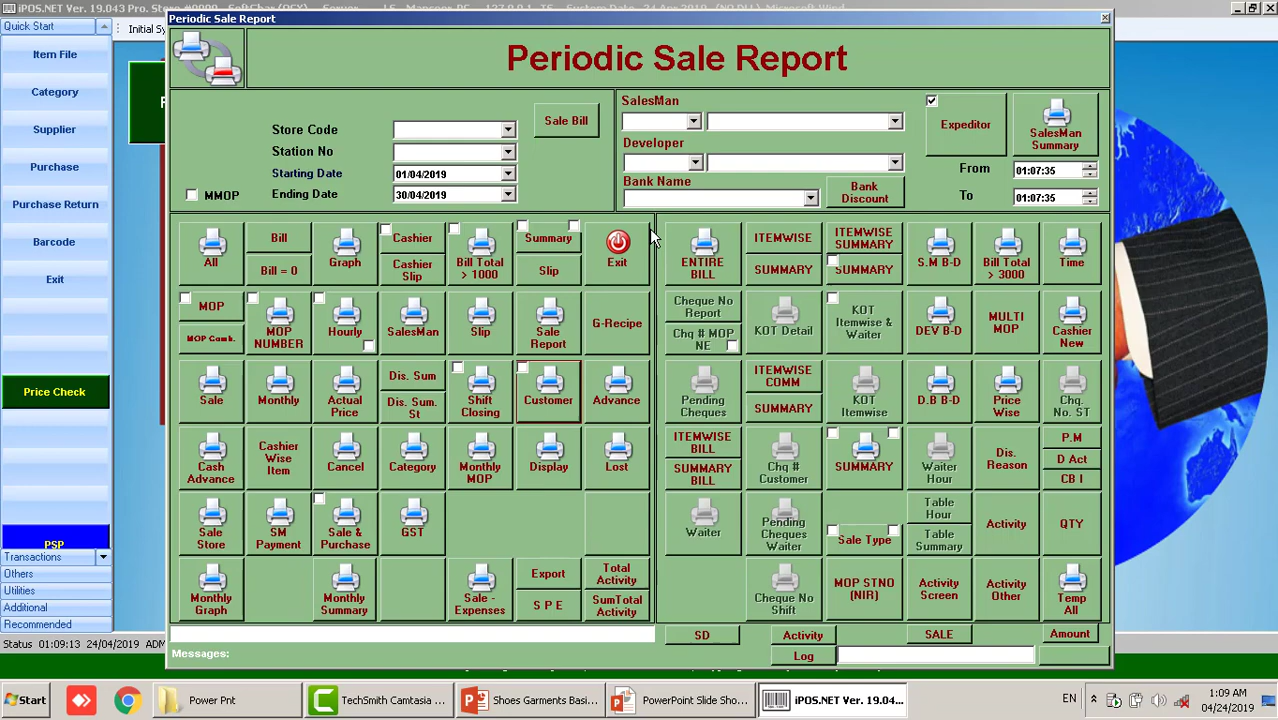 Periodic Sale Report
Quick Start
Item File
Category
Supplier
Purchase
Purchase Return
Barcode
Exit
Price Check
PSP
Transactions
Others
Utilities
Additional
Recommended
Initial Sy
Periodic Sale Report
Store Code
Station No
Starting Date 01/04/2019
Ending Date 30/04/2019
MMOP
Sale Bill
SalesMan
Developer
Bank Name
Bank Discount
Expeditor
SalesMan Summary
From 01:07:35
To 01:07:35
All
Bill
Bill = 0
Graph
Cashier
Cashier Slip
Bill Total > 1000
Summary
Slip
Exit
ENTIRE BILL
ITEMWISE
SUMMARY
ITEMWISE SUMMARY
SUMMARY
S.M B-D
Bill Total > 3000
Time
MOP
MOP Comb.
MOP NUMBER
Hourly
SalesMan
Slip
Sale Report
G-Recipe
Cheque No Report
Chq # MOP NE
KOT Detail
KOT Itemwise & Waiter
DEV B-D
MULTI MOP
Cashier New
Sale
Monthly
Actual Price
Dis. Sum
Dis. Sum. St
Shift Closing
Customer
Advance
Pending Cheques
ITEMWISE COMM
SUMMARY
KOT Itemwise
D.B B-D
Price Wise
Chq. No. ST
Cash Advance
Cashier Wise Item
Cancel
Category
Monthly MOP
Display
Lost
ITEMWISE BILL
SUMMARY BILL
Chq # Customer
SUMMARY
Waiter Hour
Dis. Reason
P.M
D Act
CB I
Sale Store
SM Payment
Sale & Purchase
GST
Waiter
Pending Cheques Waiter
Sale Type
Table Hour
Table Summary
Activity
QTY
Monthly Graph
Monthly Summary
Sale - Expenses
Export
S P E
Total Activity
SumTotal Activity
Cheque No Shift
MOP STNO (NIR)
Activity Screen
Activity Other
Temp All
SD
Activity
SALE
Amount
Messages:
Log
Status 01:09:13 24/04/2019 ADM
Start
Power Pnt
TechSmith Camtasia ...
Shoes Garments Basi...
PowerPoint Slide Sho...
iPOS.NET Ver. 19.04...
EN
1:09 AM
04/24/2019